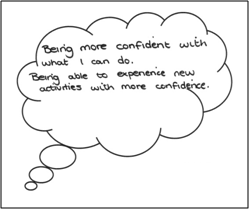 Being more confident with
what I can do.
Being able to experience new
activities with more confidence.